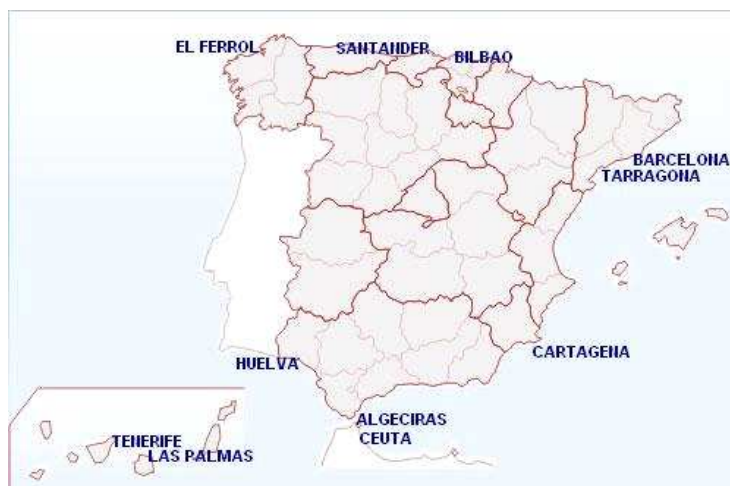 EL FERROL
SANTANDER
BILBAO
BARCELONA
TARRAGONA
CARTAGENA
HUELVA
ALGECIRAS
CEUTA
TENERIFE
LAS PALMAS